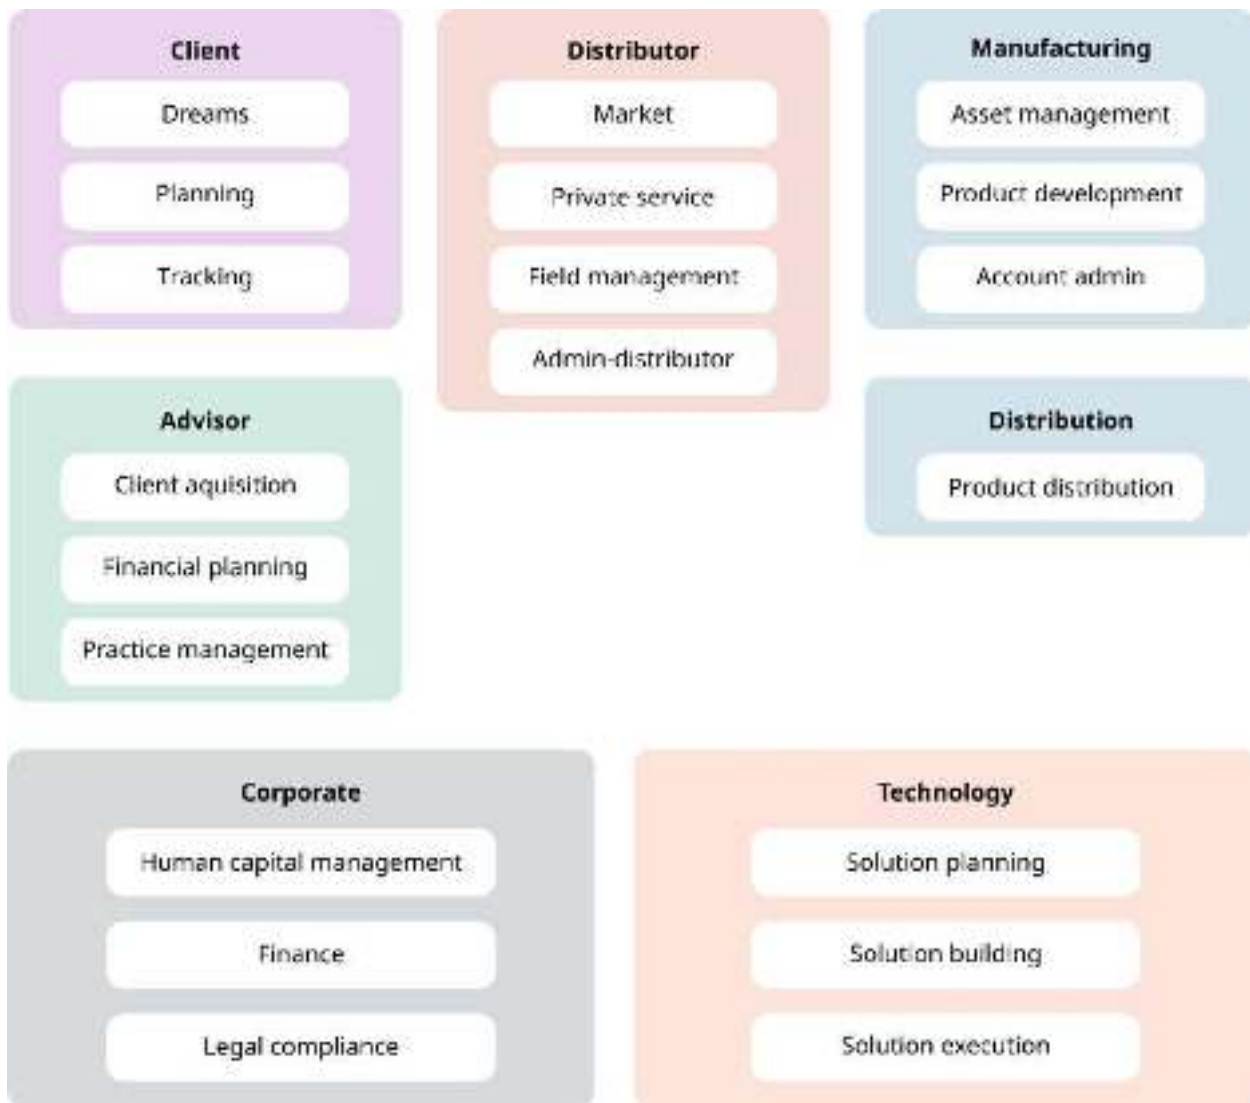 Client
Dreams
Planning
Tracking
Distributor
Market
Private service
Field management
Admin-distributor
Manufacturing
Asset management
Product development
Account admin
Advisor
Client aquisition
Financial planning
Practice management
Distribution
Product distribution
Corporate
Human capital management
Finance
Legal compliance
Technology
Solution planning
Solution building
Solution execution